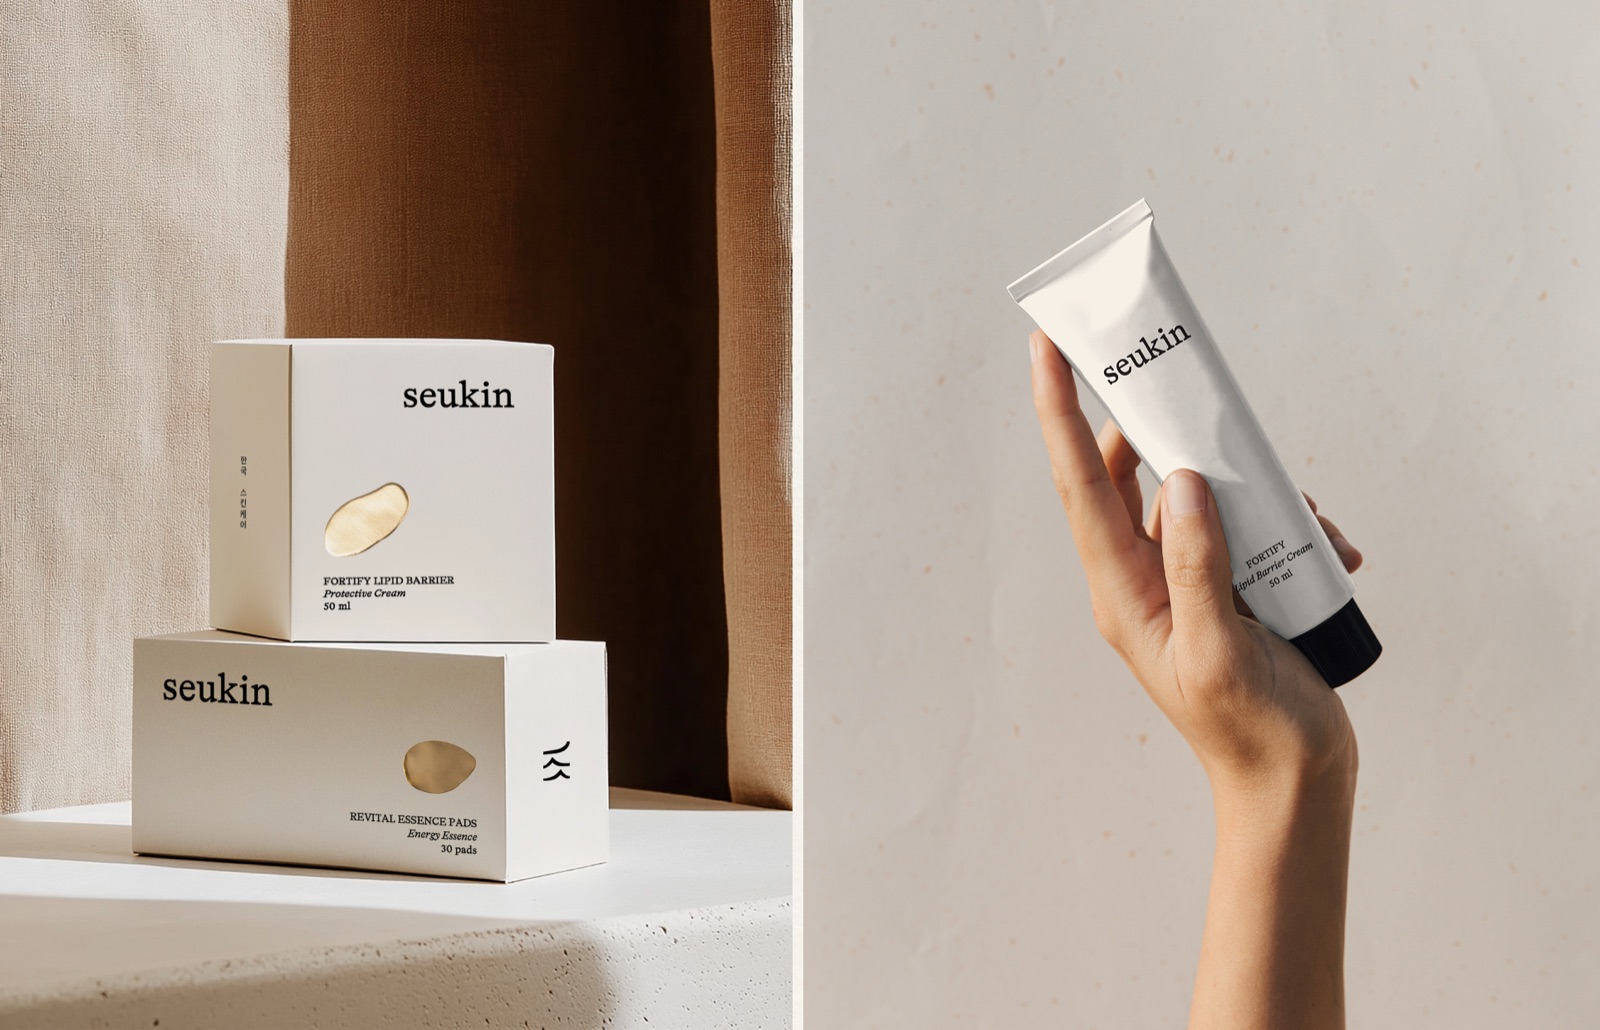 seukin
한국 스킨케어
FORTIFY LIPID BARRIER
Protective Cream
50 ml
seukin
REVITAL ESSENCE PADS
Energy Essence
30 pads
seukin
FORTIFY
Lipid Barrier Cream
50 ml